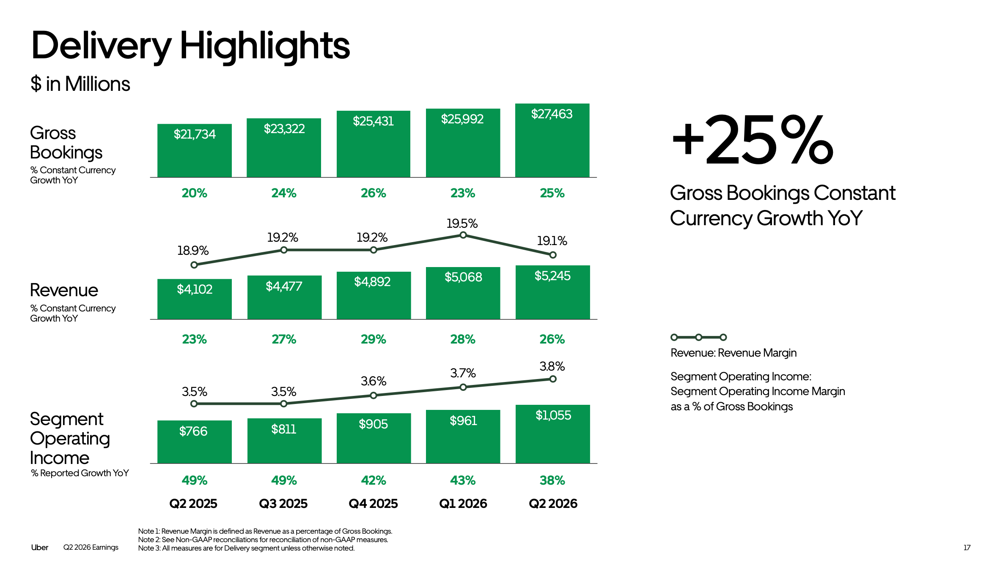 Delivery Highlights
$ in Millions
Gross
Bookings
% Constant Currency
Growth YoY
$21,734
$23,322
$25,431
$25,992
$27,463
20%
24%
26%
23%
25%
+25%
Gross Bookings Constant
Currency Growth YoY
18.9%
19.2%
19.2%
19.5%
19.1%
Revenue
% Constant Currency
Growth YoY
$4,102
$4,477
$4,892
$5,068
$5,245
23%
27%
29%
28%
26%
Revenue: Revenue Margin
Segment Operating Income:
Segment Operating Income Margin
as a % of Gross Bookings
3.5%
3.5%
3.6%
3.7%
3.8%
Segment
Operating
Income
% Reported Growth YoY
$766
$811
$905
$961
$1,055
49%
49%
42%
43%
38%
Q2 2025
Q3 2025
Q4 2025
Q1 2026
Q2 2026
Note 1: Revenue Margin is defined as Revenue as a percentage of Gross Bookings.
Note 2: See Non-GAAP reconciliations for reconciliation of non-GAAP measures.
Note 3: All measures are for Delivery segment unless otherwise noted.
Uber
Q2 2026 Earnings
17